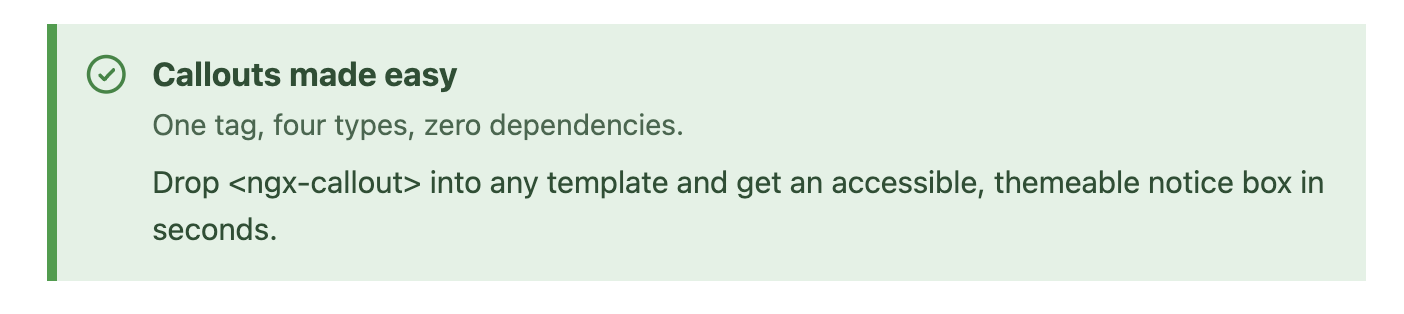 Callouts made easy
One tag, four types, zero dependencies.
Drop <ngx-callout> into any template and get an accessible, themeable notice box in
seconds.